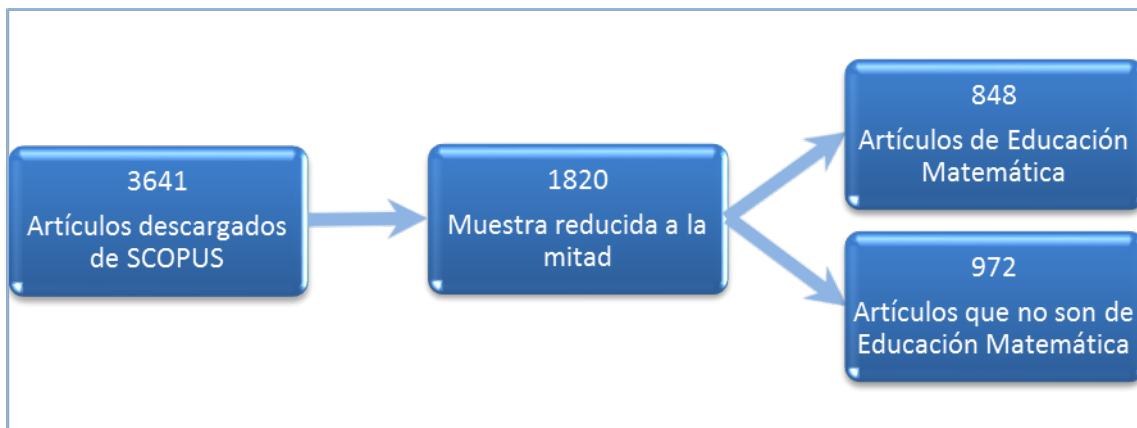 3641
Artículos descargados
de SCOPUS
1820
Muestra reducida a la
mitad
848
Artículos de Educación
Matemática
972
Artículos que no son de
Educación Matemática